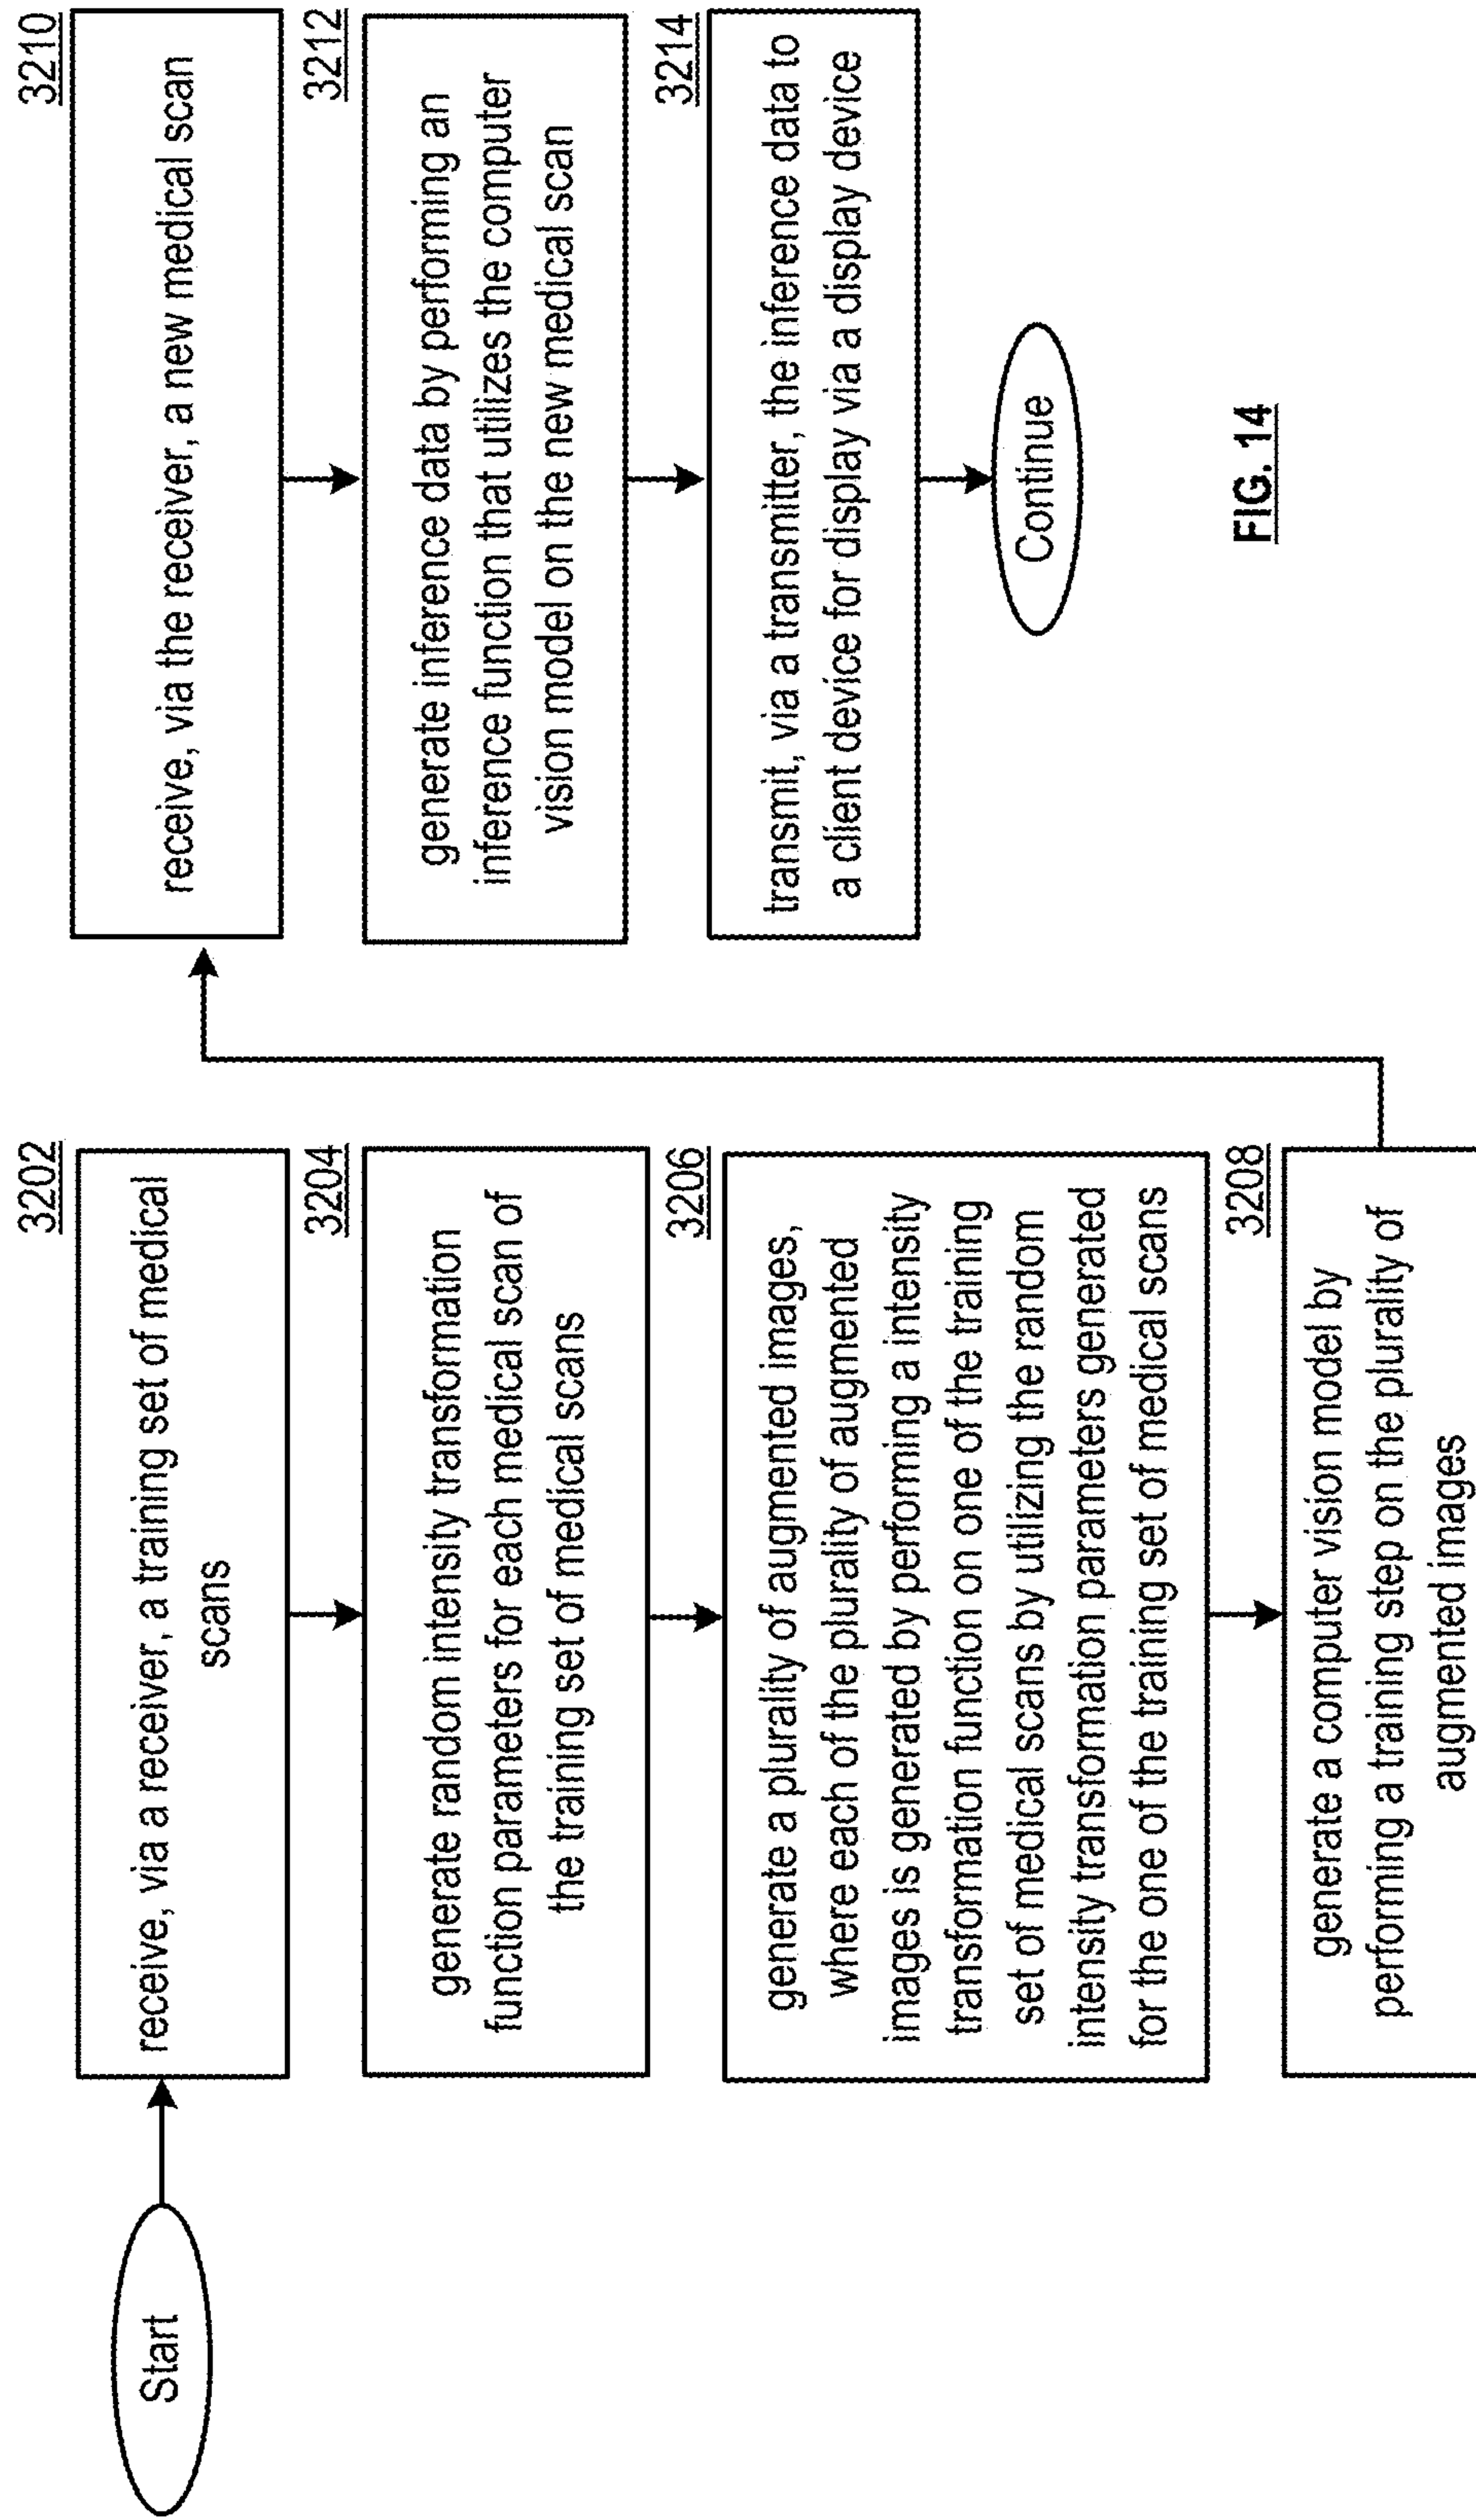 Start
3202
receive, via a receiver, a training set of medical
scans
3204
generate random intensity transformation
function parameters for each medical scan of
the training set of medical scans
3206
generate a plurality of augmented images,
where each of the plurality of augmented
images is generated by performing a intensity
transformation function on one of the training
set of medical scans by utilizing the random
intensity transformation parameters generated
for the one of the training set of medical scans
3208
generate a computer vision model by
performing a training step on the plurality of
augmented images
3210
receive, via the receiver, a new medical scan
3212
generate inference data by performing an
inference function that utilizes the computer
vision model on the new medical scan
3214
transmit, via a transmitter, the inference data to
a client device for display via a display device
Continue
FIG. 14